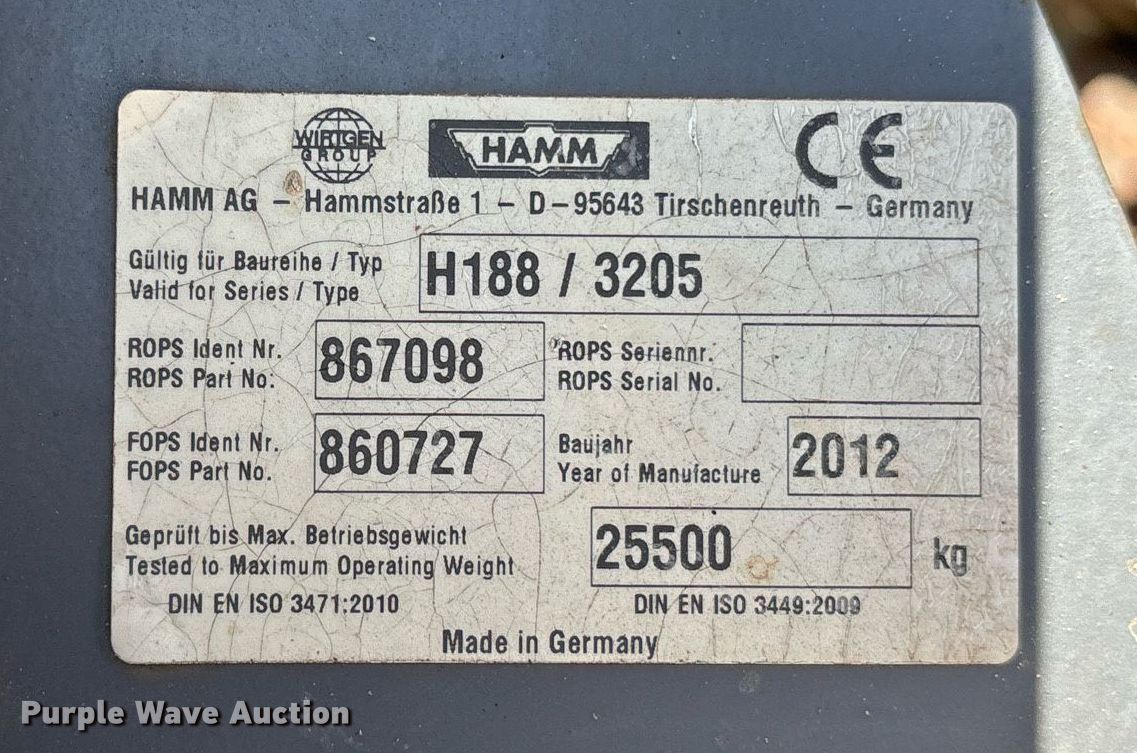 WIRTGEN
GROUP
HAMM
CE
HAMM AG – Hammstraße 1 – D–95643 Tirschenreuth – Germany
Gültig für Baureihe / Typ
Valid for Series / Type
H188 / 3205
ROPS Ident Nr.
ROPS Part No:
867098
ROPS Seriennr.
ROPS Serial No.
FOPS Ident Nr.
FOPS Part No.
860727
Baujahr
Year of Manufacture
2012
Geprüft bis Max. Betriebsgewicht
Tested to Maximum Operating Weight
25500 kg
DIN EN ISO 3471:2010
DIN EN ISO 3449:2009
Made in Germany
Purple Wave Auction